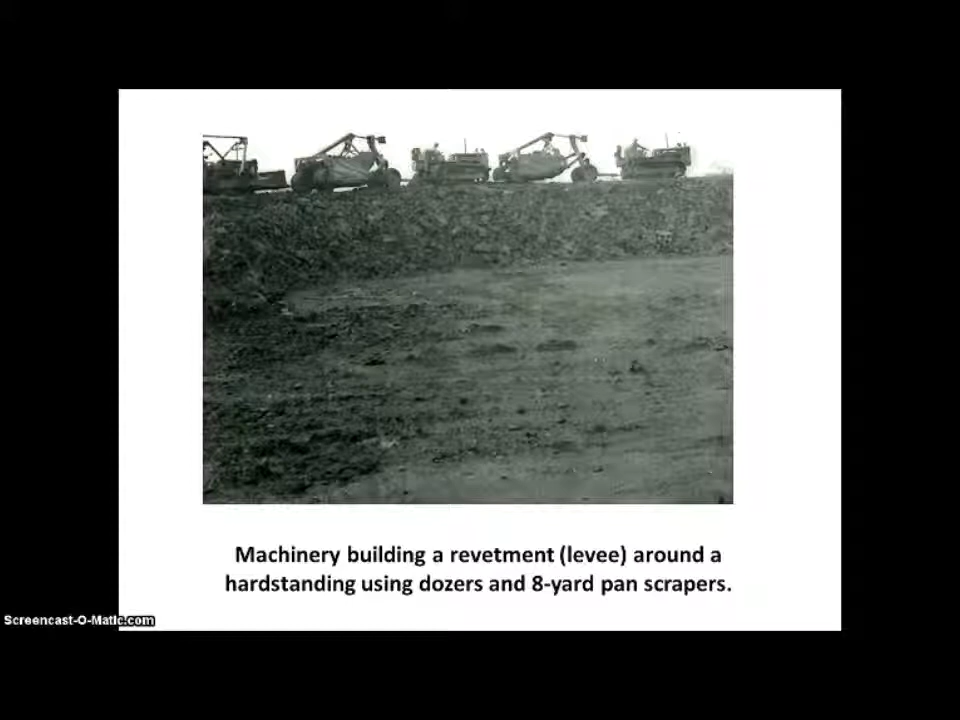 Machinery building a revetment (levee) around a
hardstanding using dozers and 8-yard pan scrapers.
Screencast-O-Matic.com